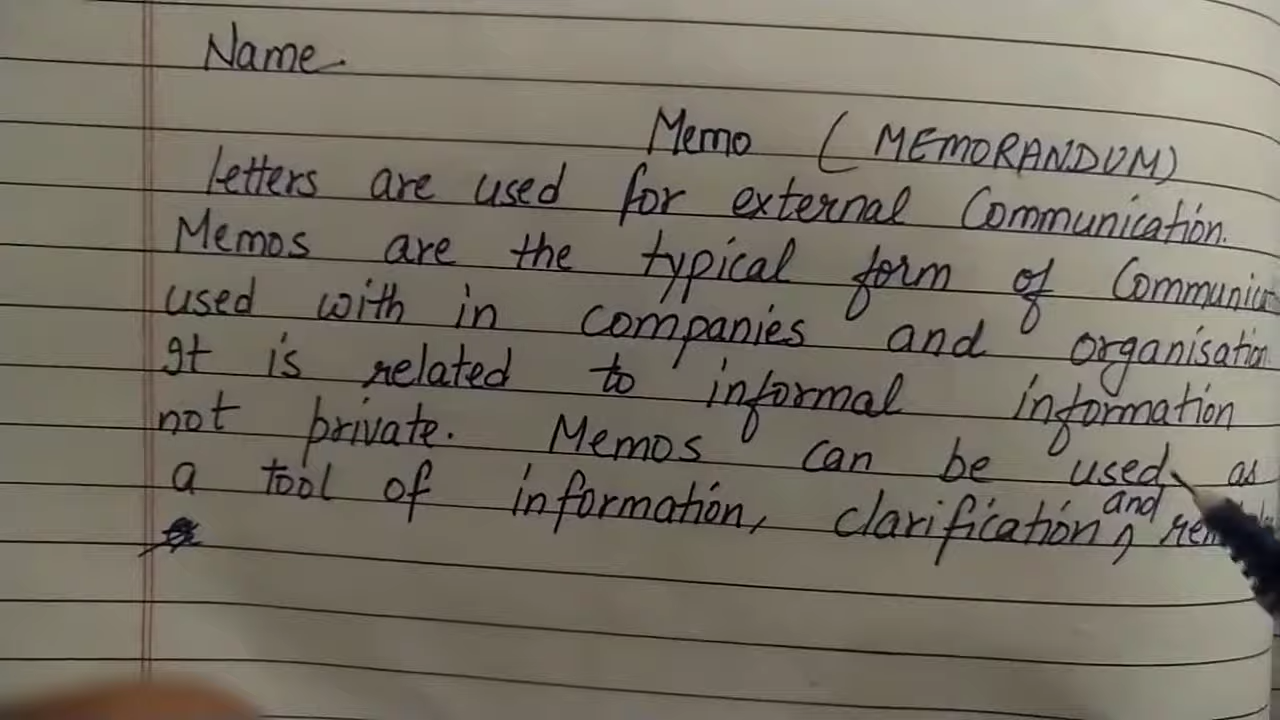 Name.
Memo (MEMORANDUM)
letters are used for external Communication.
Memos are the typical form of
used with in companies and organisation
It is related to informal information
not private. Memos can be used as
a tool of information, clarification, and